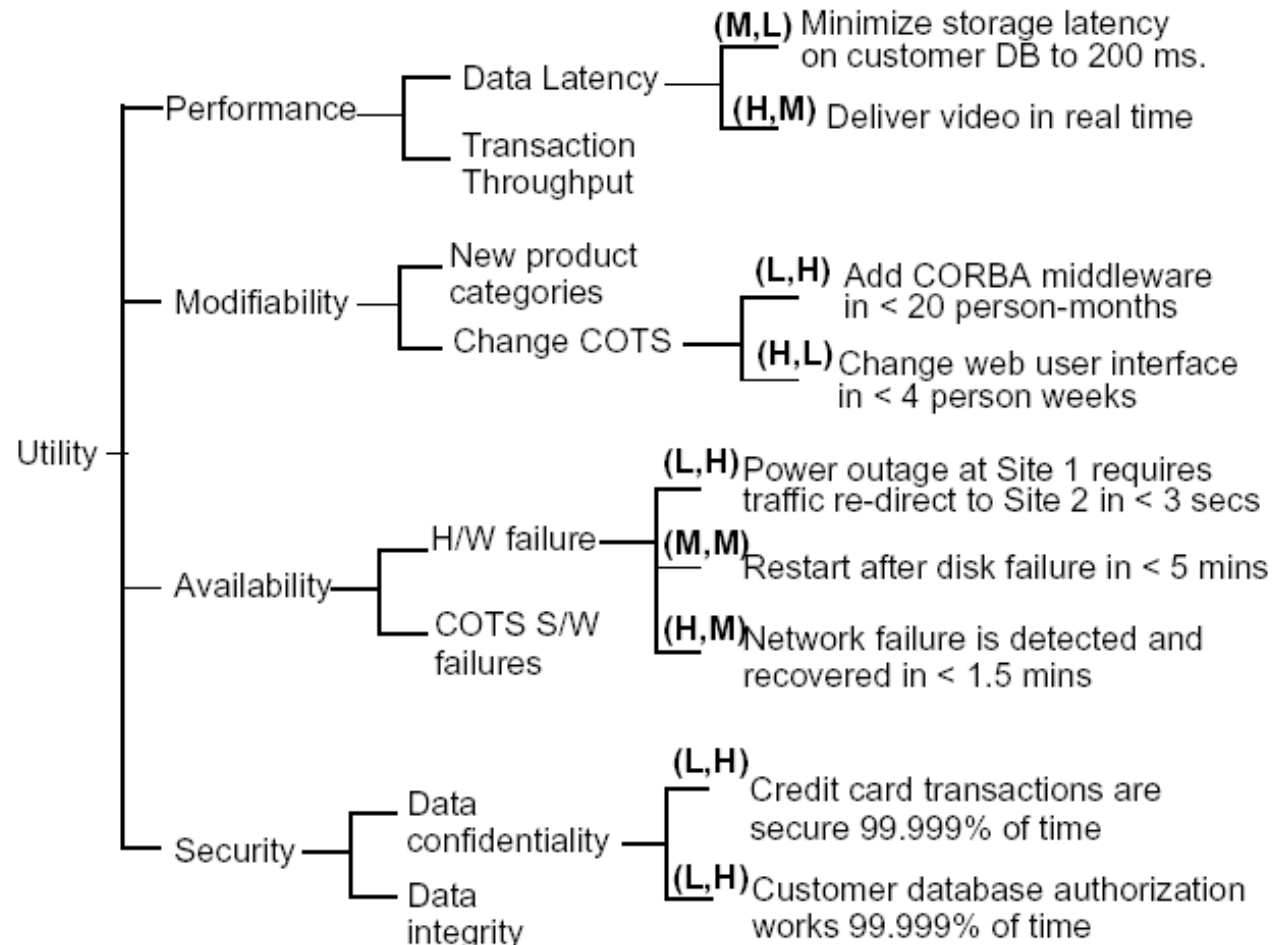 (M,L) Minimize storage latency
on customer DB to 200 ms.
Data Latency
Performance
(H,M) Deliver video in real time
Transaction
Throughput
New product
categories
(L,H) Add CORBA middleware
in < 20 person-months
Modifiability
Change COTS
(H,L) Change web user interface
in < 4 person weeks
Utility
(L,H) Power outage at Site 1 requires
traffic re-direct to Site 2 in < 3 secs
H/W failure
(M,M) Restart after disk failure in < 5 mins
Availability
COTS S/W
failures
(H,M) Network failure is detected and
recovered in < 1.5 mins
(L,H) Credit card transactions are
secure 99.999% of time
Data
confidentiality
Security
(L,H) Customer database authorization
works 99.999% of time
Data
integrity